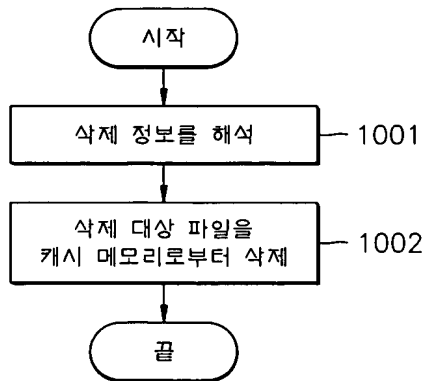 시작
삭제 정보를 해석
1001
삭제 대상 파일을
캐시 메모리로부터 삭제
1002
끝